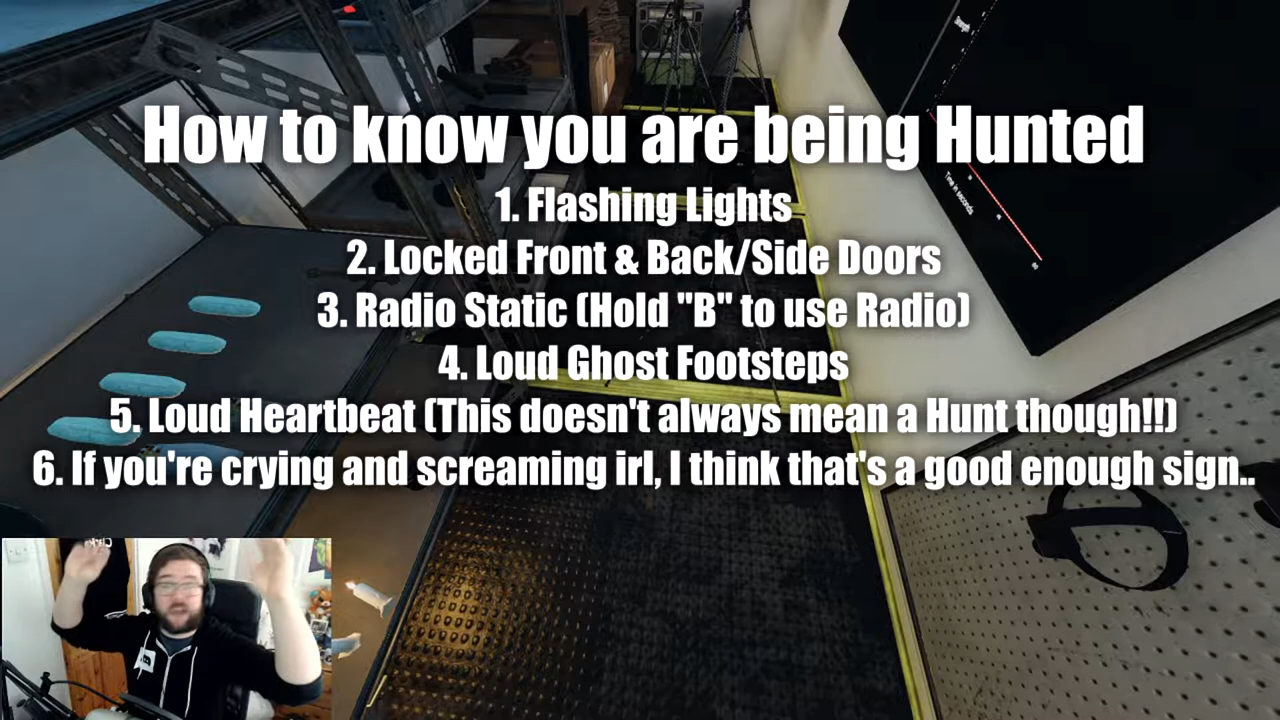 How to know you are being Hunted
1. Flashing Lights
2. Locked Front & Back/Side Doors
3. Radio Static (Hold "B" to use Radio)
4. Loud Ghost Footsteps
5. Loud Heartbeat (This doesn't always mean a Hunt though!!)
6. If you're crying and screaming irl, I think that's a good enough sign..
Time in seconds